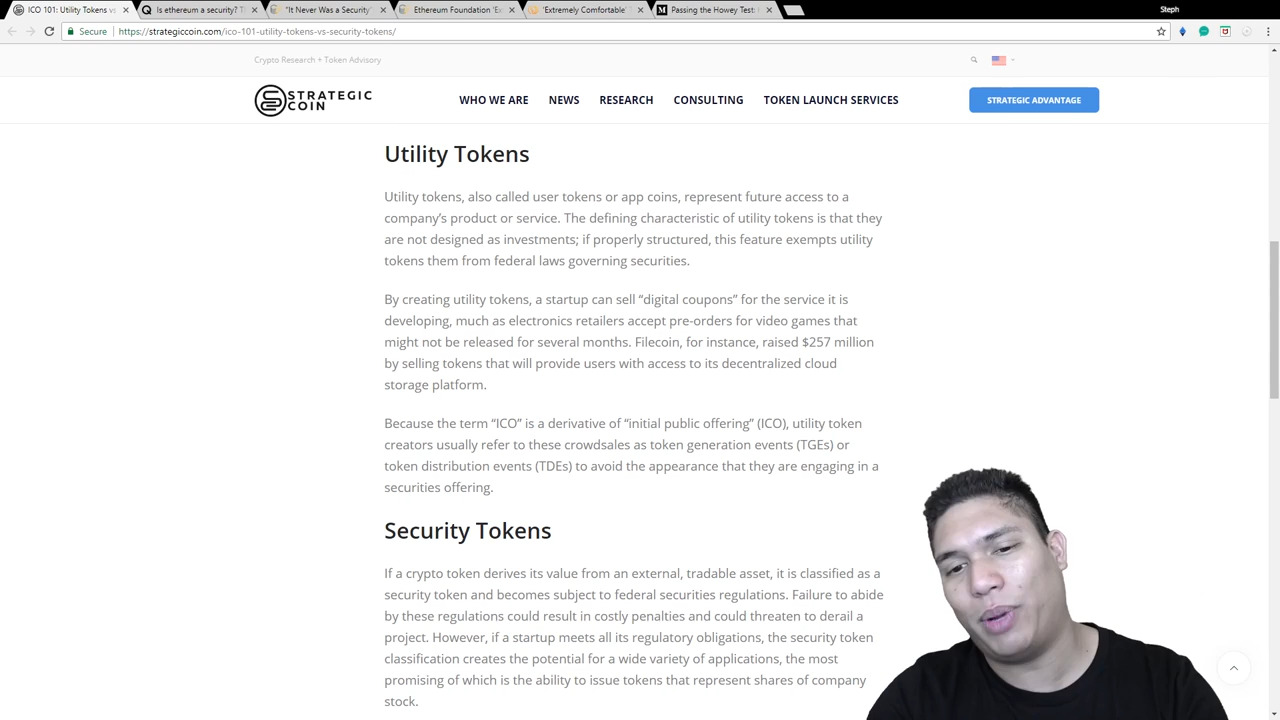 ICO 101: Utility Tokens vs
Is ethereum a security? T
“It Never Was a Security”
Ethereum Foundation 'E
"Extremely Comfortable'
Passing the Howey Test:
Steph
Secure
https://strategiccoin.com/ico-101-utility-tokens-vs-security-tokens/
Crypto Research + Token Advisory
STRATEGIC
COIN
WHO WE ARE
NEWS
RESEARCH
CONSULTING
TOKEN LAUNCH SERVICES
STRATEGIC ADVANTAGE
Utility Tokens
Utility tokens, also called user tokens or app coins, represent future access to a
company’s product or service. The defining characteristic of utility tokens is that they
are not designed as investments; if properly structured, this feature exempts utility
tokens them from federal laws governing securities.
By creating utility tokens, a startup can sell “digital coupons” for the service it is
developing, much as electronics retailers accept pre-orders for video games that
might not be released for several months. Filecoin, for instance, raised $257 million
by selling tokens that will provide users with access to its decentralized cloud
storage platform.
Because the term “ICO” is a derivative of “initial public offering” (ICO), utility token
creators usually refer to these crowdsales as token generation events (TGEs) or
token distribution events (TDEs) to avoid the appearance that they are engaging in a
securities offering.
Security Tokens
If a crypto token derives its value from an external, tradable asset, it is classified as a
security token and becomes subject to federal securities regulations. Failure to abide
by these regulations could result in costly penalties and could threaten to derail a
project. However, if a startup meets all its regulatory obligations, the security token
classification creates the potential for a wide variety of applications, the most
promising of which is the ability to issue tokens that represent shares of company
stock.